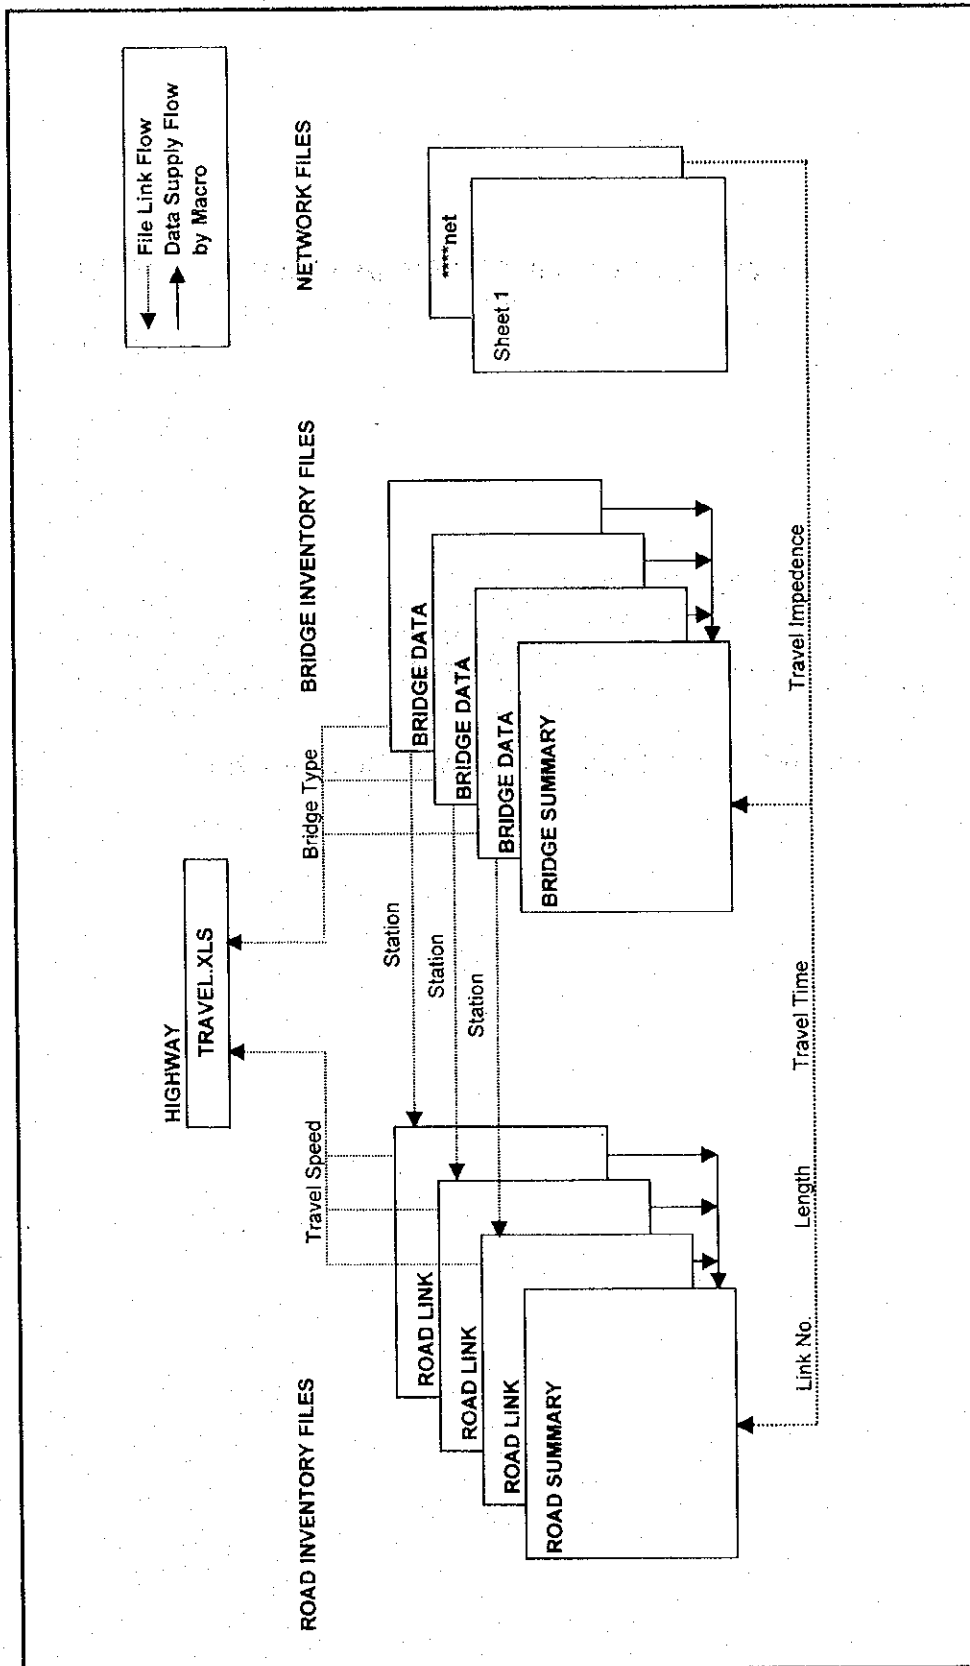 File Link Flow
Data Supply Flow
by Macro
HIGHWAY
TRAVEL.XLS
ROAD INVENTORY FILES
BRIDGE INVENTORY FILES
NETWORK FILES
Travel Speed
Bridge Type
ROAD LINK
ROAD LINK
ROAD LINK
ROAD SUMMARY
Station
Station
Station
BRIDGE DATA
BRIDGE DATA
BRIDGE DATA
BRIDGE SUMMARY
****net
Sheet 1
Link No.
Length
Travel Time
Travel Impedence